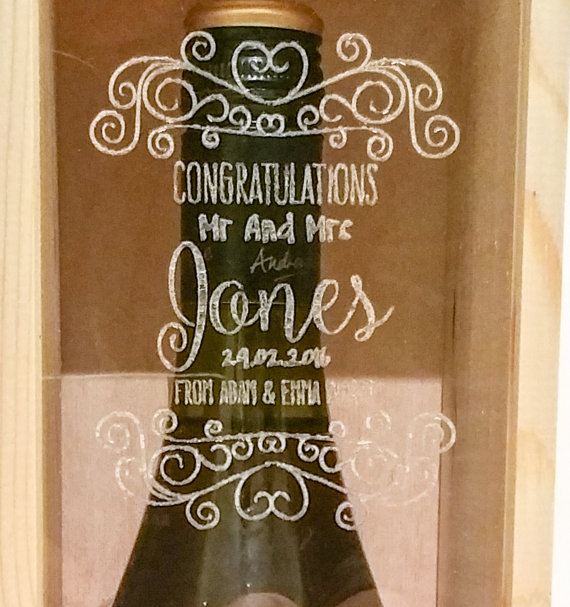 CONGRATULATIONS
Mr And Mrs
Jones
29.02.2016
FROM ADAM & EMMA